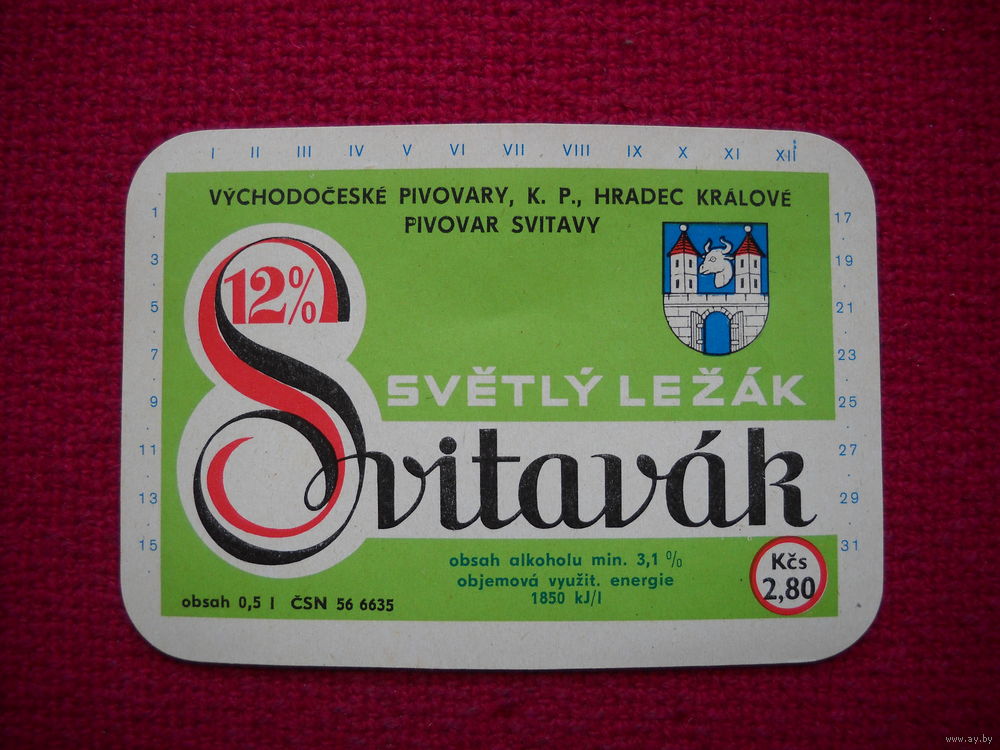 I II III IV V VI VII VIII IX X XI XII
VÝCHODOČESKÉ PIVOVARY, K. P., HRADEC KRÁLOVÉ
PIVOVAR SVITAVY
12%
SVĚTLÝ LEŽÁK
Svitavák
obsah alkoholu min. 3,1 %
objemová využit. energie
1850 kJ/l
obsah 0,5 l ČSN 56 6635
Kčs
2,80
1
3
5
7
9
11
13
15
17
19
21
23
25
27
29
31
www.ay.by